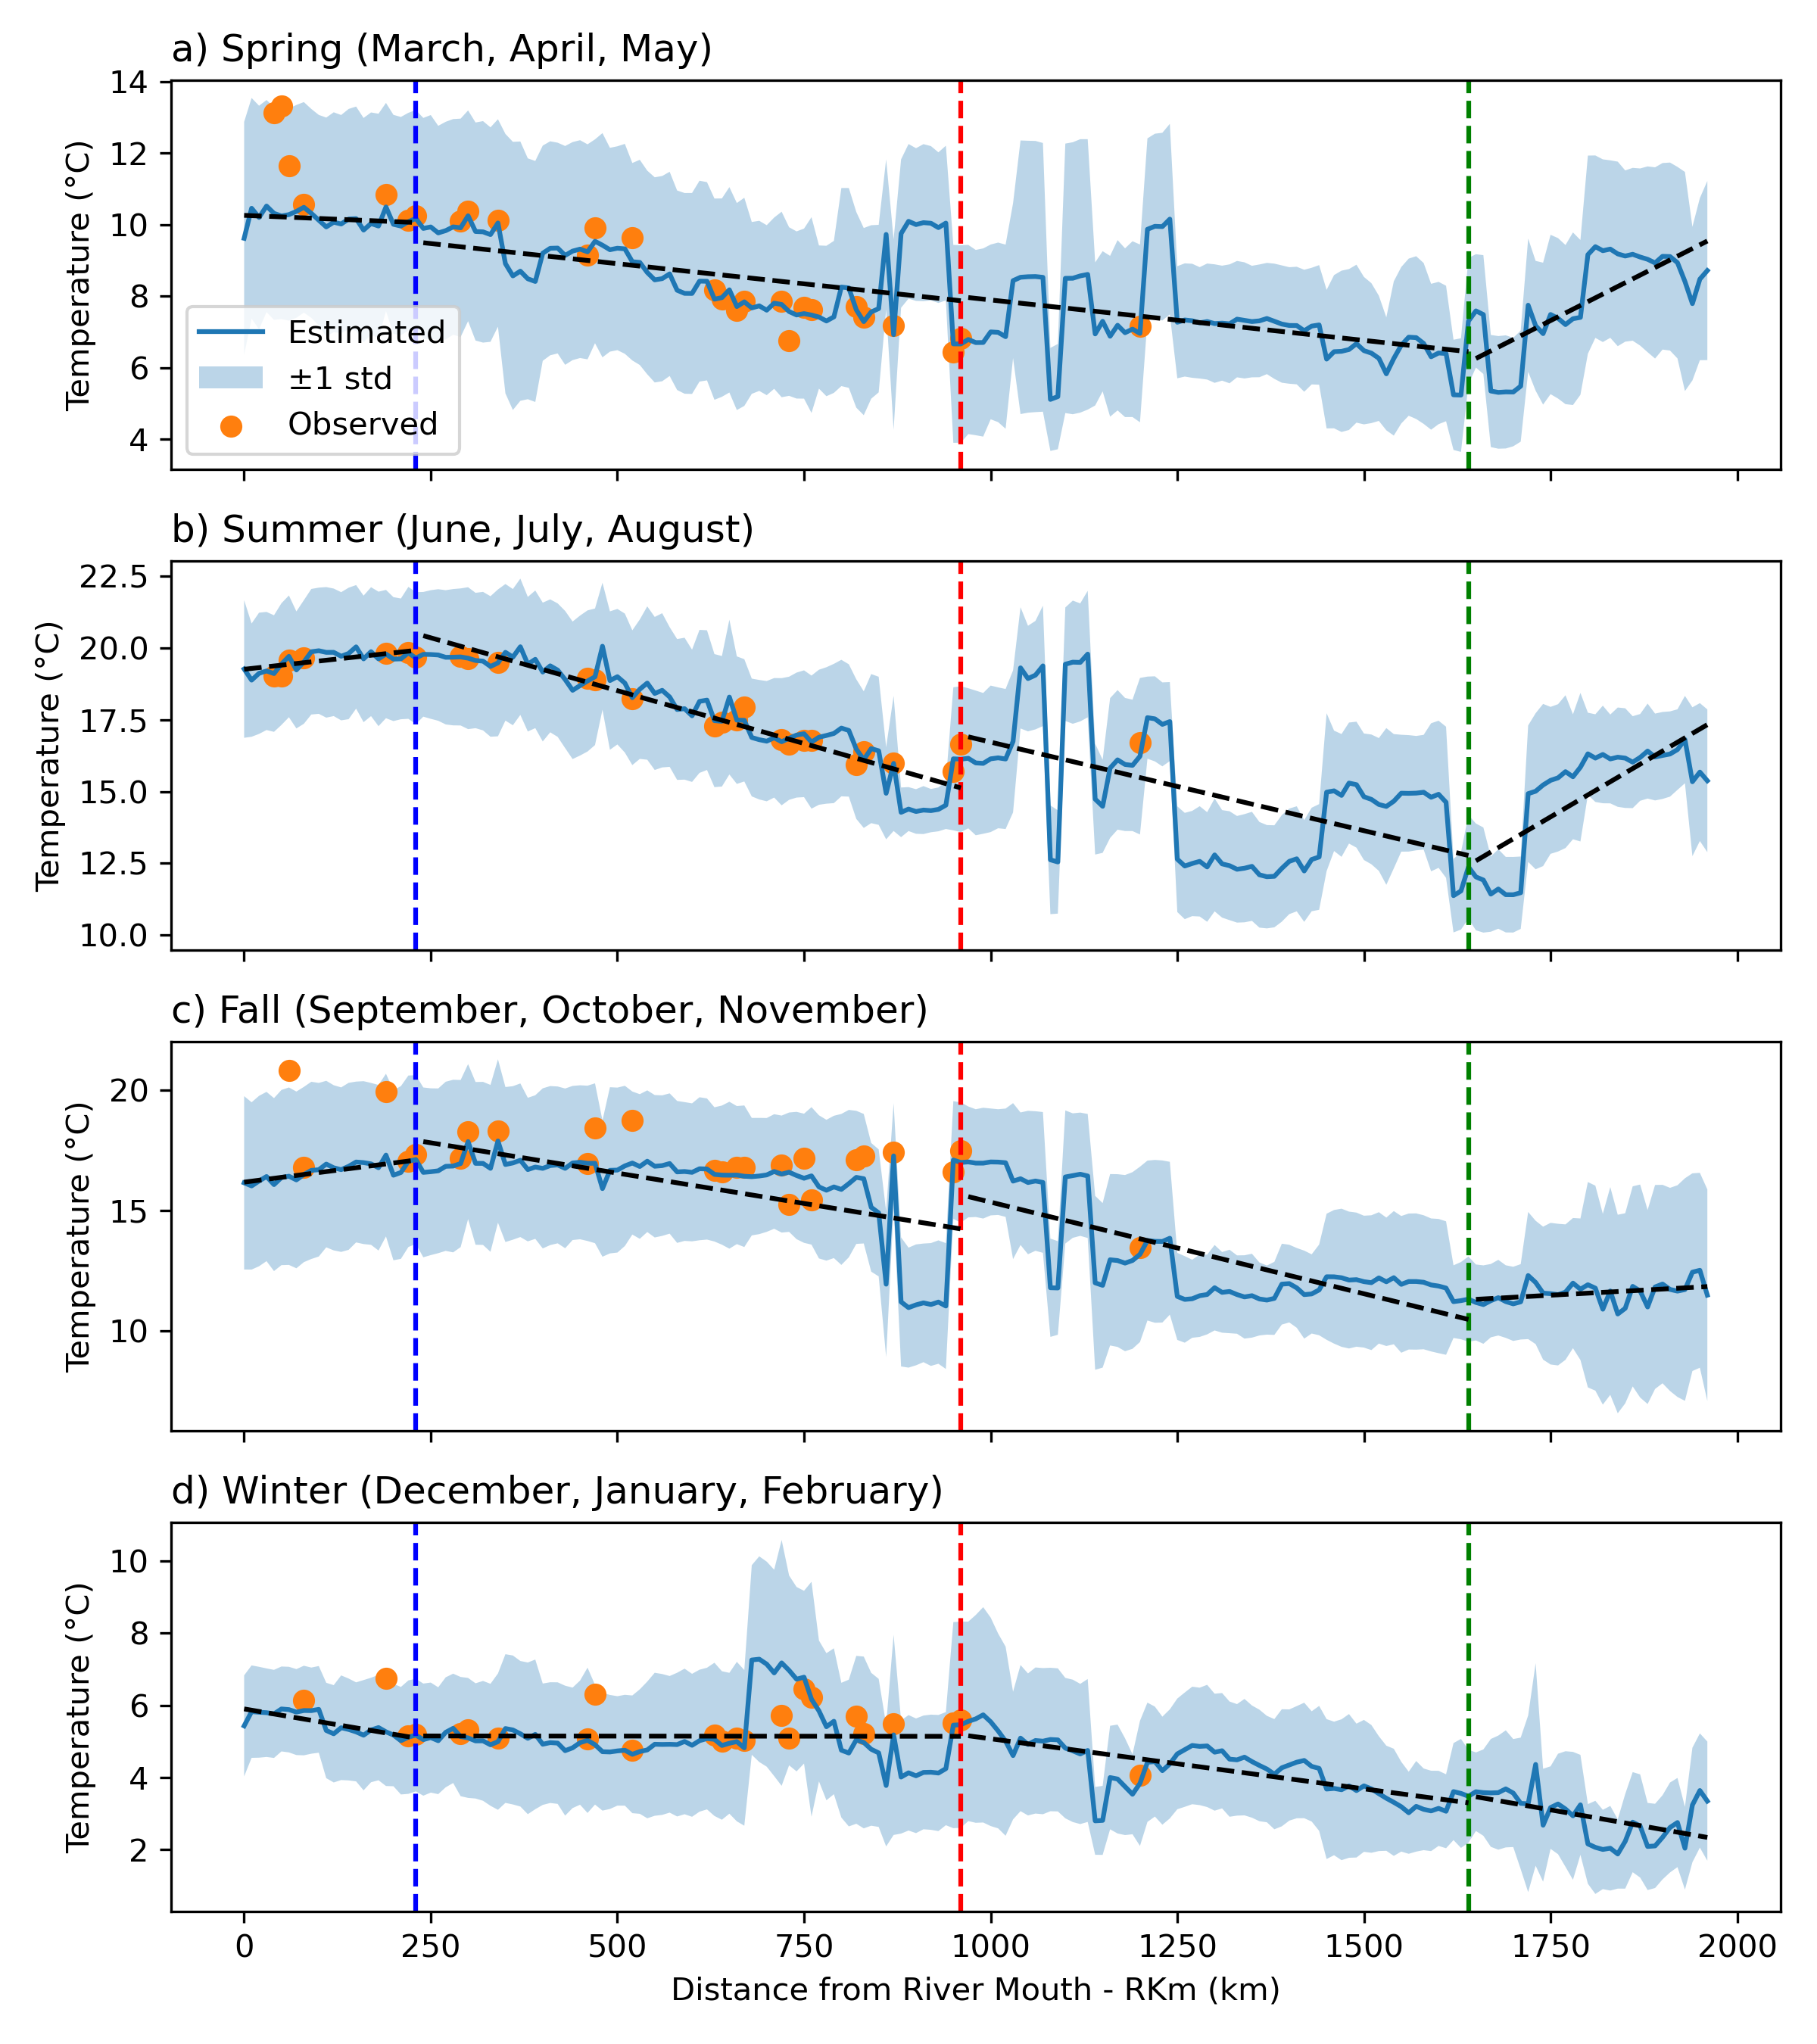 a) Spring (March, April, May)
14
12
10
8
6
4
Temperature (°C)
Estimated
±1 std
Observed
b) Summer (June, July, August)
22.5
20.0
17.5
15.0
12.5
10.0
Temperature (°C)
c) Fall (September, October, November)
20
15
10
Temperature (°C)
d) Winter (December, January, February)
10
8
6
4
2
Temperature (°C)
0 250 500 750 1000 1250 1500 1750 2000
Distance from River Mouth - RKm (km)